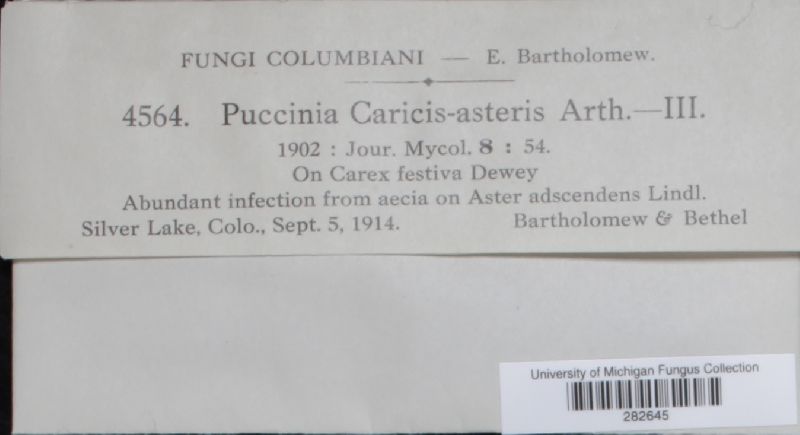 FUNGI COLUMBIANI — E. Bartholomew.
4564. Puccinia Caricis-asteris Arth.—III.
1902 : Jour. Mycol. 8 : 54.
On Carex festiva Dewey
Abundant infection from aecia on Aster adscendens Lindl.
Silver Lake, Colo., Sept. 5, 1914. Bartholomew & Bethel
University of Michigan Fungus Collection
282645